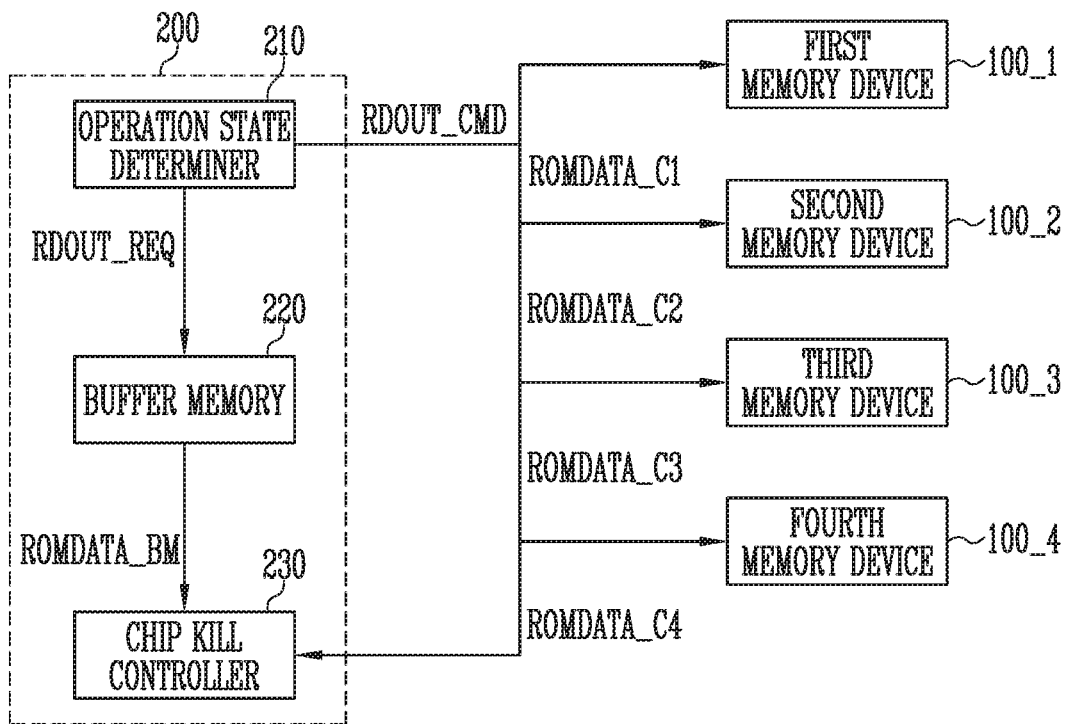 200
210
OPERATION STATE
DETERMINER
RDOUT_CMD
FIRST
MEMORY DEVICE
100_1
ROMDATA_C1
SECOND
MEMORY DEVICE
100_2
RDOUT_REQ
220
BUFFER MEMORY
ROMDATA_C2
THIRD
MEMORY DEVICE
100_3
ROMDATA_C3
FOURTH
MEMORY DEVICE
100_4
ROMDATA_BM
230
CHIP KILL
CONTROLLER
ROMDATA_C4